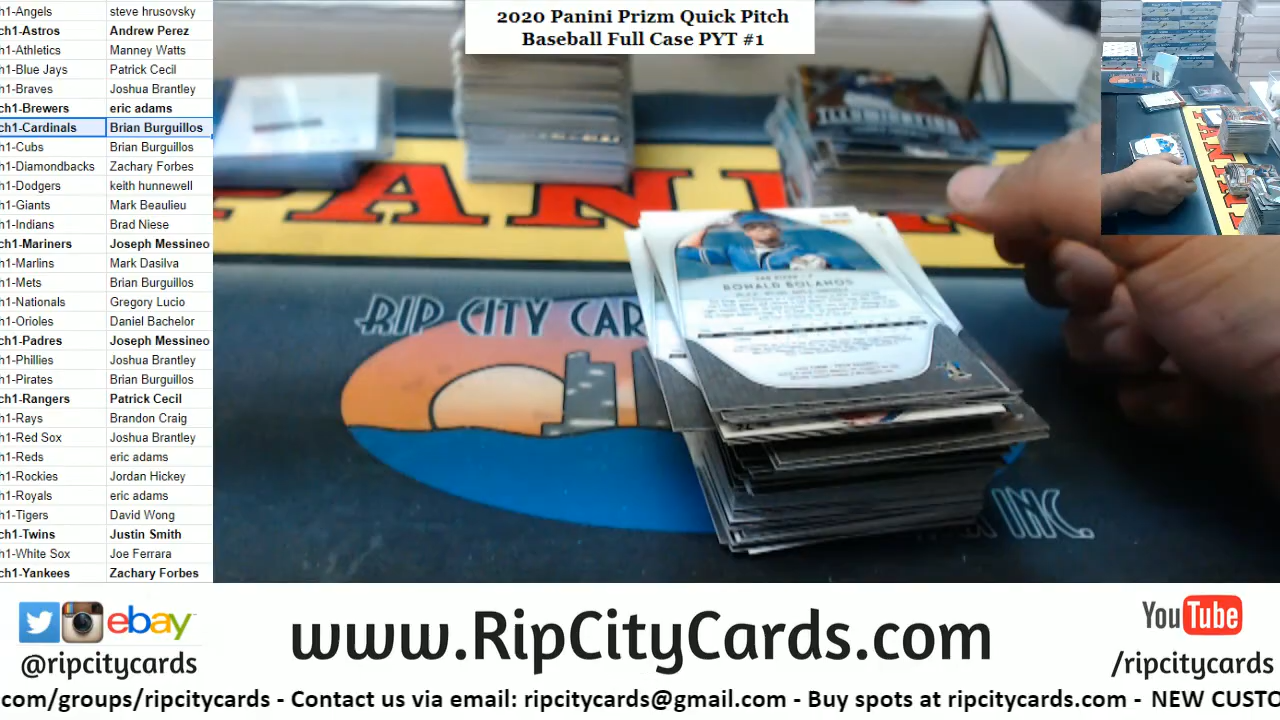 2020 Panini Prizm Quick Pitch
Baseball Full Case PYT #1
h1-Angels steve hrusovsky
ch1-Astros Andrew Perez
h1-Athletics Manney Watts
h1-Blue Jays Patrick Cecil
h1-Braves Joshua Brantley
ch1-Brewers eric adams
ch1-Cardinals Brian Burguillos
h1-Cubs Brian Burguillos
h1-Diamondbacks Zachary Forbes
h1-Dodgers keith hunnewell
h1-Giants Mark Beaulieu
h1-Indians Brad Niese
ch1-Mariners Joseph Messineo
h1-Marlins Mark Dasilva
h1-Mets Brian Burguillos
h1-Nationals Gregory Lucio
h1-Orioles Daniel Bachelor
ch1-Padres Joseph Messineo
h1-Phillies Joshua Brantley
h1-Pirates Brian Burguillos
ch1-Rangers Patrick Cecil
h1-Rays Brandon Craig
h1-Red Sox Joshua Brantley
h1-Reds eric adams
h1-Rockies Jordan Hickey
h1-Royals eric adams
h1-Tigers David Wong
ch1-Twins Justin Smith
h1-White Sox Joe Ferrara
ch1-Yankees Zachary Forbes
PANINI
RIP CITY CAR
RONALD BOLANOS
INC.
ebay
@ripcitycards
www.RipCityCards.com
YouTube
/ripcitycards
com/groups/ripcitycards - Contact us via email: ripcitycards@gmail.com - Buy spots at ripcitycards.com - NEW CUSTO